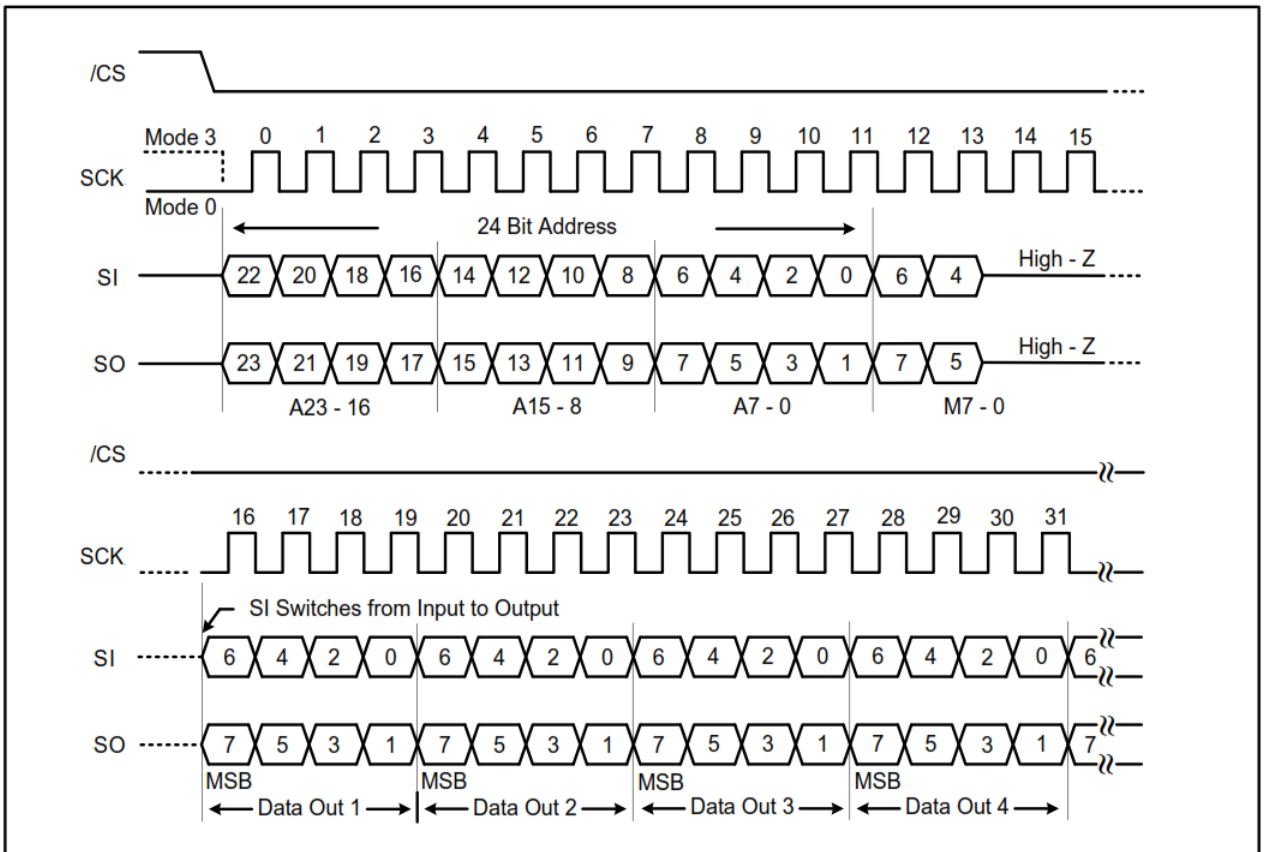 /CS
Mode 3 0 1 2 3 4 5 6 7 8 9 10 11 12 13 14 15
SCK
Mode 0
24 Bit Address
SI 22 20 18 16 14 12 10 8 6 4 2 0 6 4 High - Z
SO 23 21 19 17 15 13 11 9 7 5 3 1 7 5 High - Z
A23 - 16 A15 - 8 A7 - 0 M7 - 0
/CS
16 17 18 19 20 21 22 23 24 25 26 27 28 29 30 31
SCK
SI Switches from Input to Output
SI 6 4 2 0 6 4 2 0 6 4 2 0 6 4 2 0 6
SO 7 5 3 1 7 5 3 1 7 5 3 1 7 5 3 1 7
MSB MSB MSB MSB
Data Out 1 Data Out 2 Data Out 3 Data Out 4